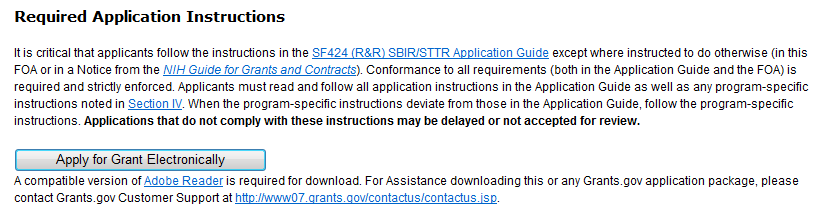 Required Application Instructions
It is critical that applicants follow the instructions in the SF424 (R&R) SBIR/STTR Application Guide except where instructed to do otherwise (in this
FOA or in a Notice from the NIH Guide for Grants and Contracts). Conformance to all requirements (both in the Application Guide and the FOA) is
required and strictly enforced. Applicants must read and follow all application instructions in the Application Guide as well as any program-specific
instructions noted in Section IV. When the program-specific instructions deviate from those in the Application Guide, follow the program-specific
instructions. Applications that do not comply with these instructions may be delayed or not accepted for review.
Apply for Grant Electronically
A compatible version of Adobe Reader is required for download. For Assistance downloading this or any Grants.gov application package, please
contact Grants.gov Customer Support at http://www07.grants.gov/contactus/contactus.jsp.